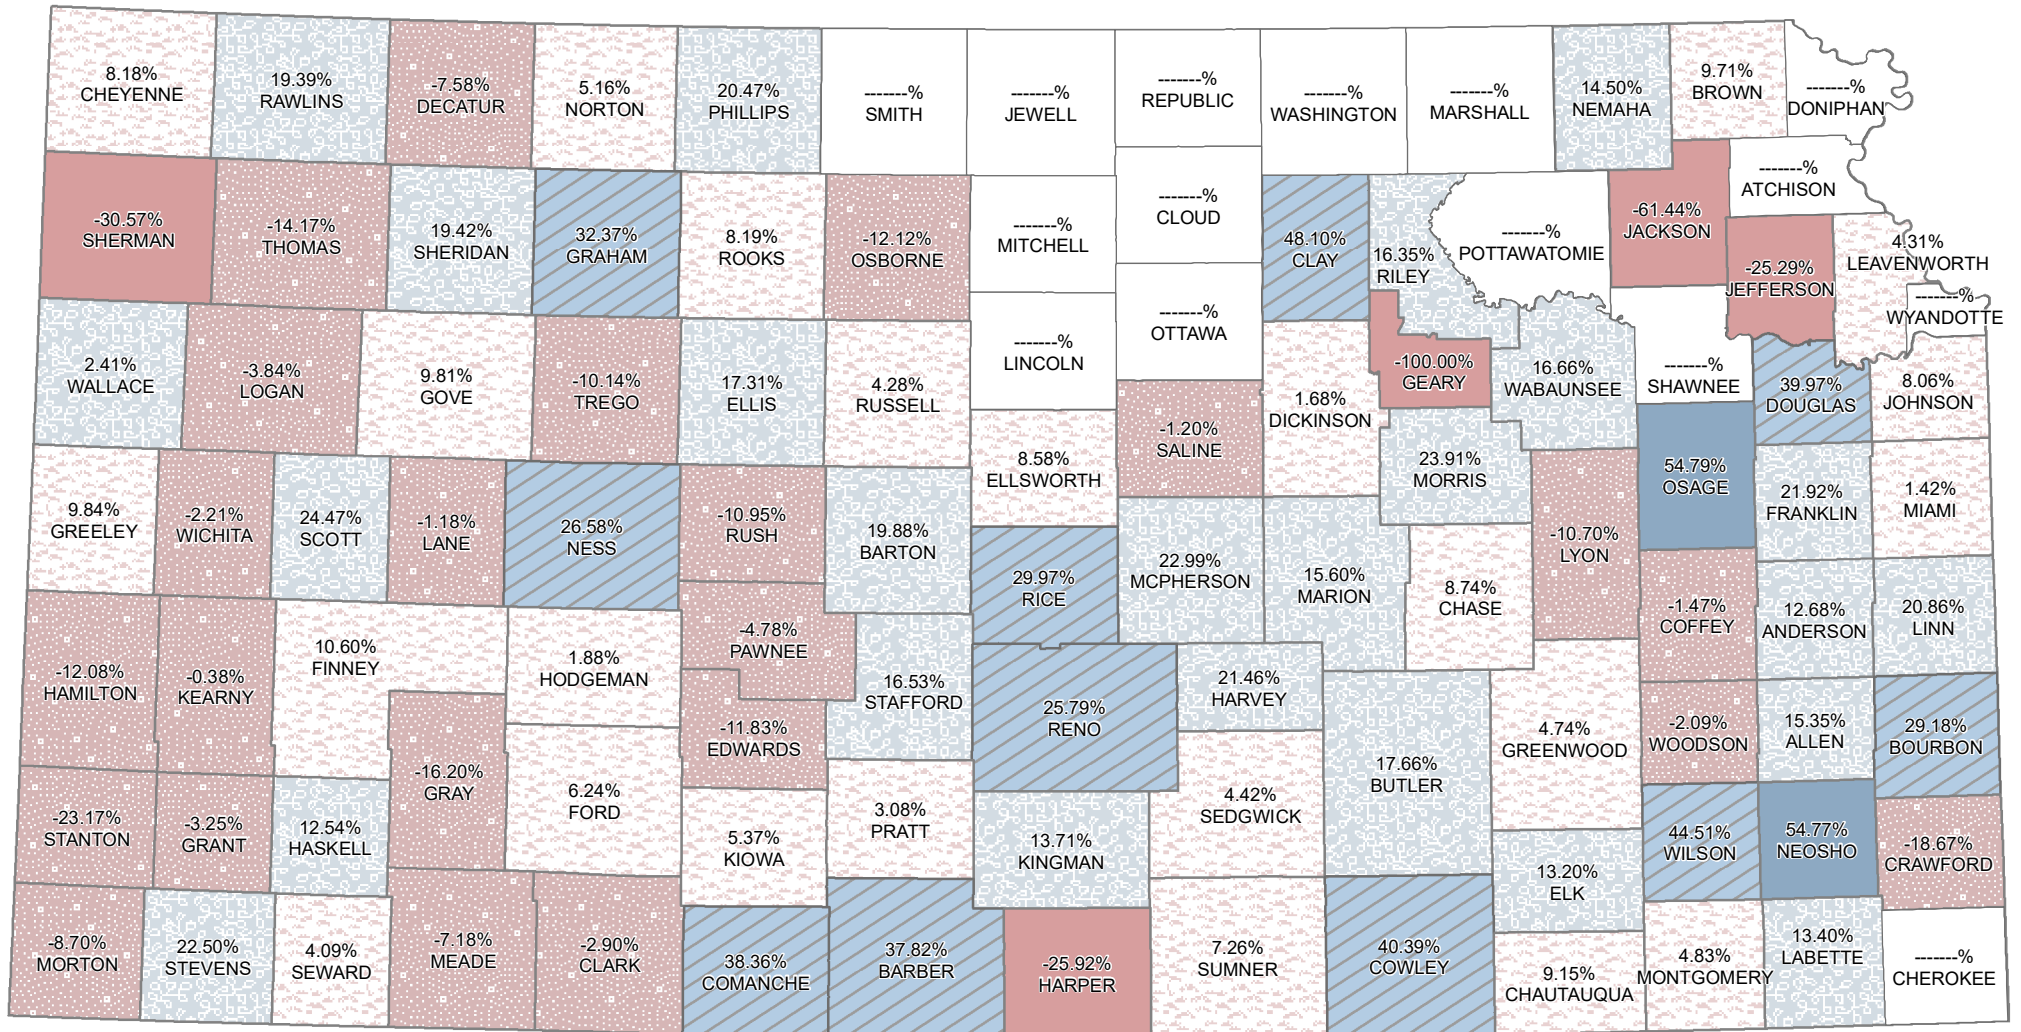 8.18%
CHEYENNE
19.39%
RAWLINS
-7.58%
DECATUR
5.16%
NORTON
20.47%
PHILLIPS
-------%
SMITH
-------%
JEWELL
-------%
REPUBLIC
-------%
WASHINGTON
-------%
MARSHALL
14.50%
NEMAHA
9.71%
BROWN
-------%
DONIPHAN
-30.57%
SHERMAN
-14.17%
THOMAS
19.42%
SHERIDAN
32.37%
GRAHAM
8.19%
ROOKS
-12.12%
OSBORNE
-------%
MITCHELL
-------%
CLOUD
48.10%
CLAY
16.35%
RILEY
-------%
POTTAWATOMIE
-61.44%
JACKSON
-------%
ATCHISON
-25.29%
JEFFERSON
4.31%
LEAVENWORTH
-------%
WYANDOTTE
2.41%
WALLACE
-3.84%
LOGAN
9.81%
GOVE
-10.14%
TREGO
17.31%
ELLIS
4.28%
RUSSELL
-------%
LINCOLN
-------%
OTTAWA
-1.20%
SALINE
1.68%
DICKINSON
-100.00%
GEARY
16.66%
WABAUNSEE
-------%
SHAWNEE
39.97%
DOUGLAS
8.06%
JOHNSON
9.84%
GREELEY
-2.21%
WICHITA
24.47%
SCOTT
-1.18%
LANE
26.58%
NESS
-10.95%
RUSH
19.88%
BARTON
8.58%
ELLSWORTH
29.97%
RICE
22.99%
MCPHERSON
15.60%
MARION
23.91%
MORRIS
8.74%
CHASE
-10.70%
LYON
54.79%
OSAGE
21.92%
FRANKLIN
1.42%
MIAMI
-12.08%
HAMILTON
-0.38%
KEARNY
10.60%
FINNEY
1.88%
HODGEMAN
-4.78%
PAWNEE
16.53%
STAFFORD
-11.83%
EDWARDS
25.79%
RENO
21.46%
HARVEY
17.66%
BUTLER
4.74%
GREENWOOD
-1.47%
COFFEY
12.68%
ANDERSON
20.86%
LINN
-2.09%
WOODSON
15.35%
ALLEN
29.18%
BOURBON
-23.17%
STANTON
-3.25%
GRANT
12.54%
HASKELL
-16.20%
GRAY
6.24%
FORD
5.37%
KIOWA
3.08%
PRATT
13.71%
KINGMAN
4.42%
SEDGWICK
13.20%
ELK
44.51%
WILSON
54.77%
NEOSHO
-18.67%
CRAWFORD
-8.70%
MORTON
22.50%
STEVENS
4.09%
SEWARD
-7.18%
MEADE
-2.90%
CLARK
38.36%
COMANCHE
37.82%
BARBER
-25.92%
HARPER
7.26%
SUMNER
40.39%
COWLEY
9.15%
CHAUTAUQUA
4.83%
MONTGOMERY
13.40%
LABETTE
-------%
CHEROKEE